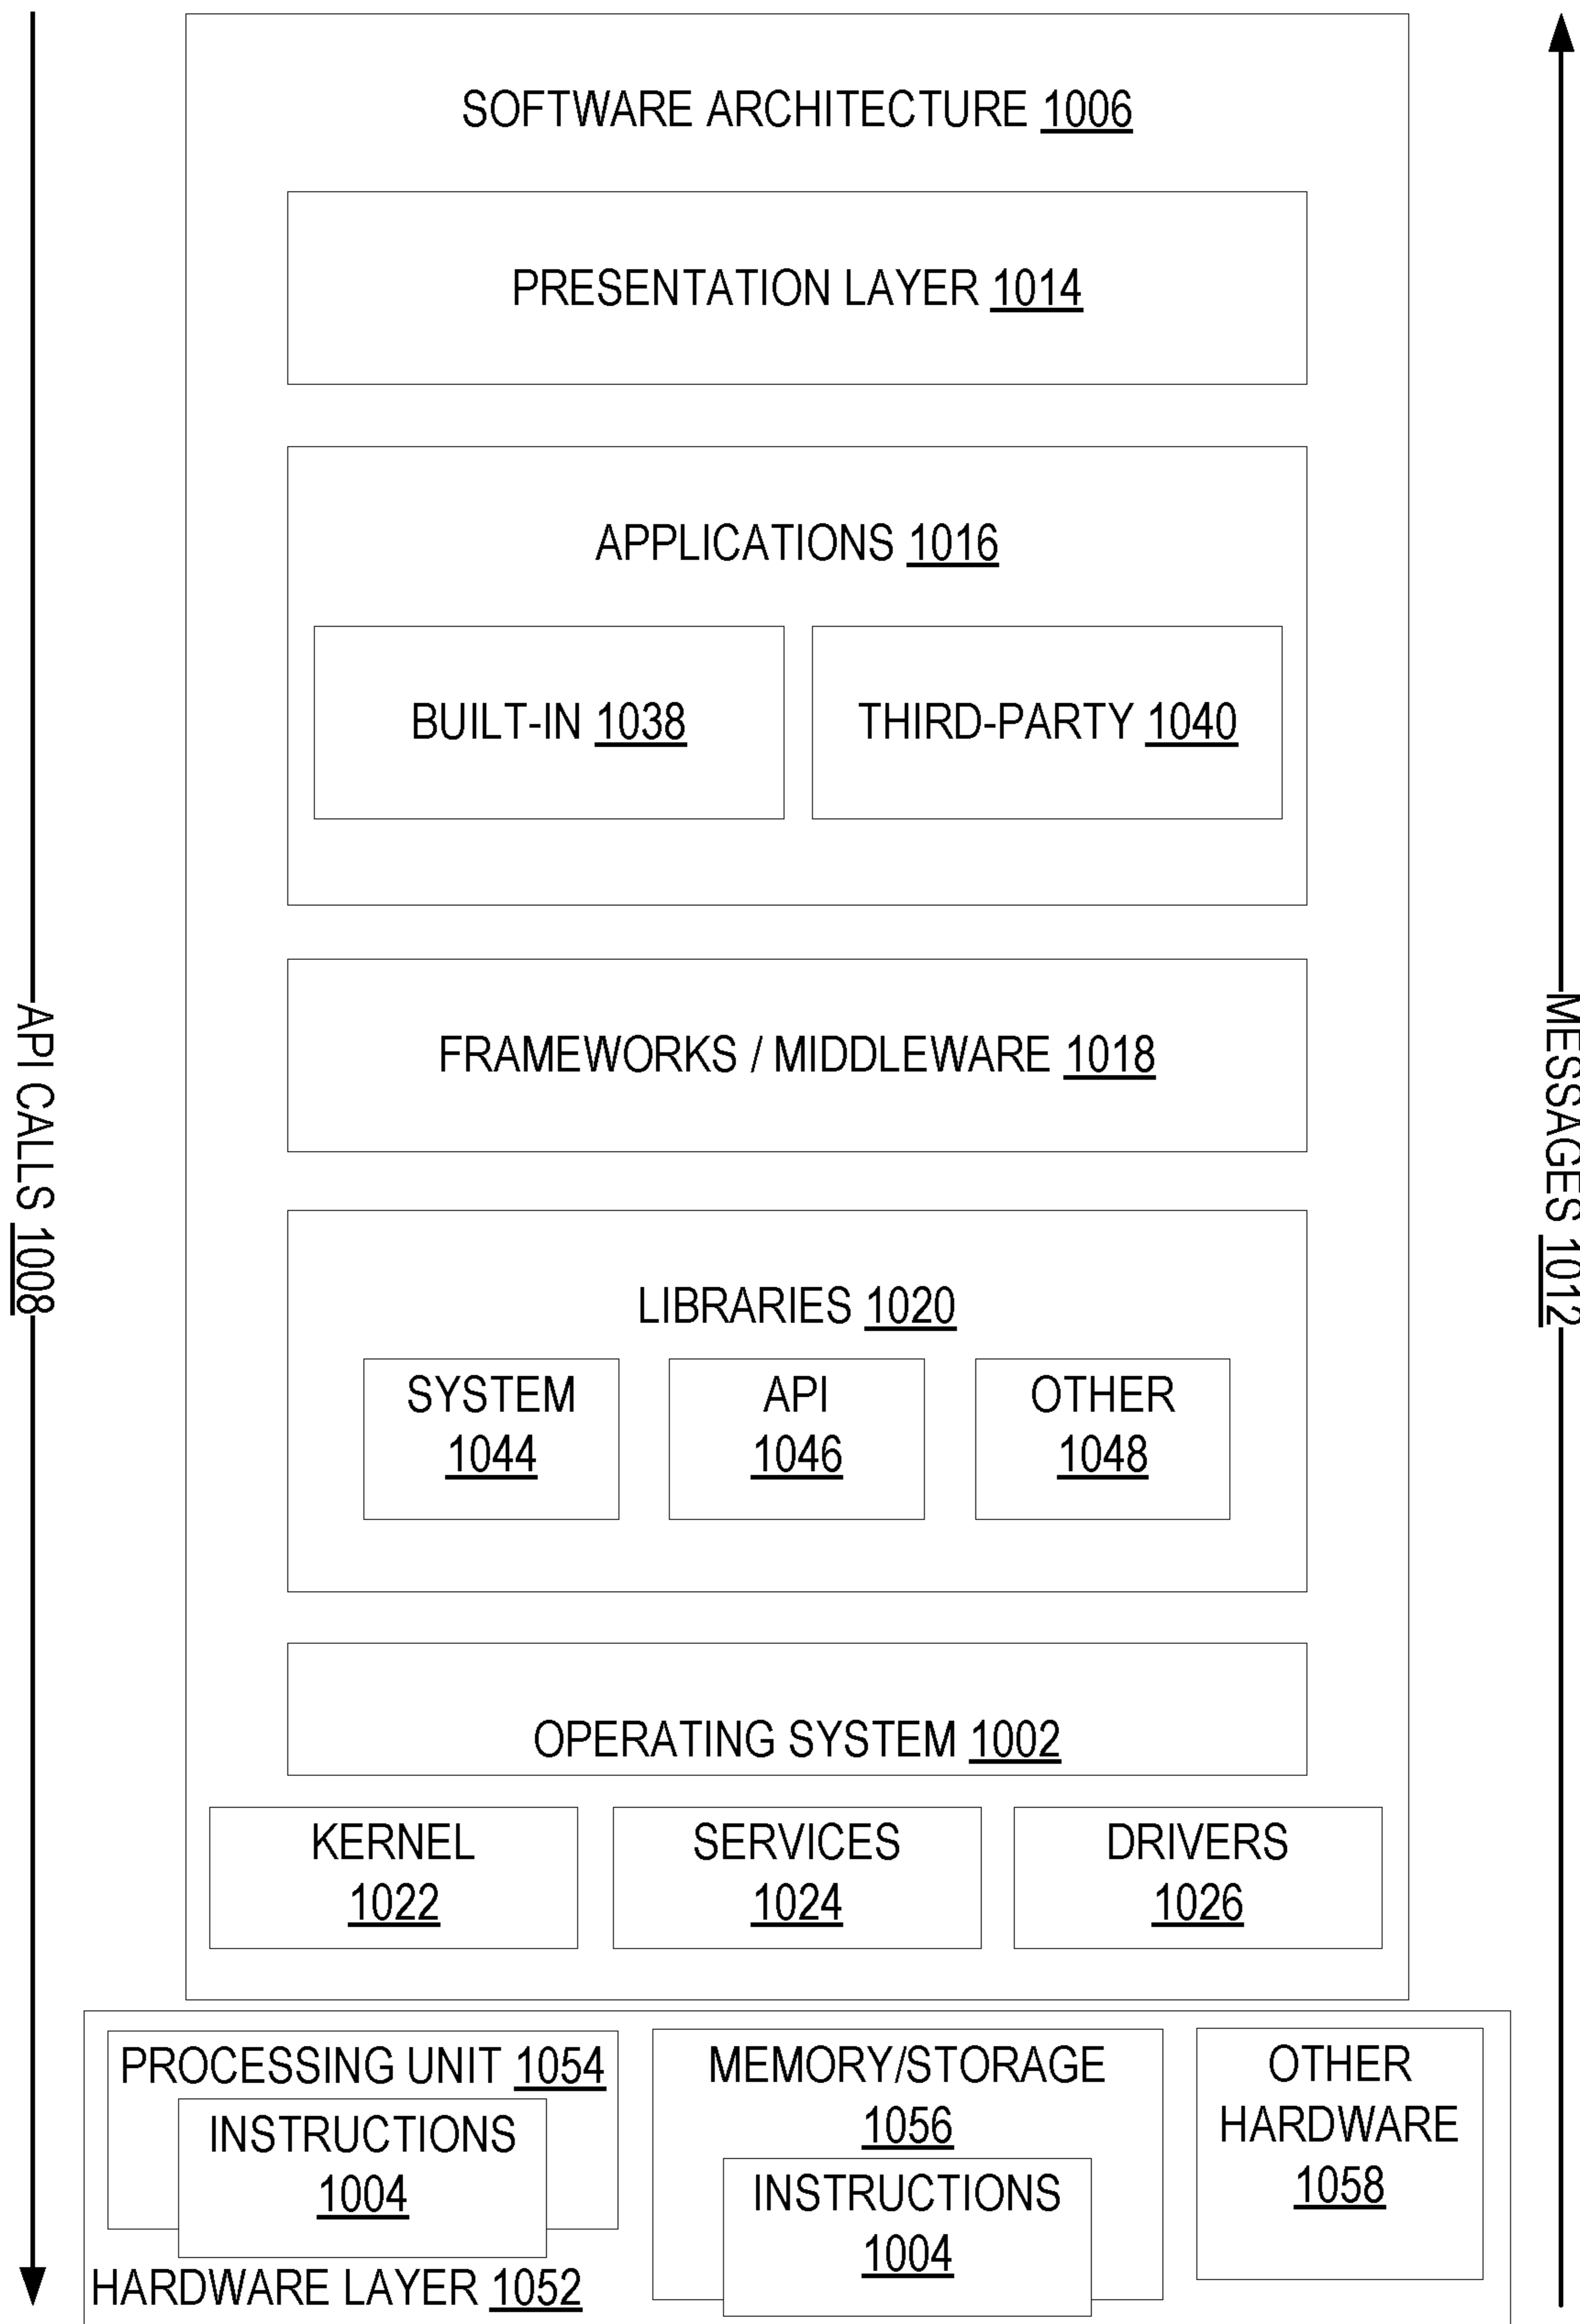 SOFTWARE ARCHITECTURE 1006
PRESENTATION LAYER 1014
APPLICATIONS 1016
BUILT-IN 1038
THIRD-PARTY 1040
FRAMEWORKS / MIDDLEWARE 1018
API CALLS 1008
MESSAGES 1012
LIBRARIES 1020
SYSTEM
1044
API
1046
OTHER
1048
OPERATING SYSTEM 1002
KERNEL
1022
SERVICES
1024
DRIVERS
1026
PROCESSING UNIT 1054
INSTRUCTIONS
1004
MEMORY/STORAGE
1056
INSTRUCTIONS
1004
OTHER
HARDWARE
1058
HARDWARE LAYER 1052